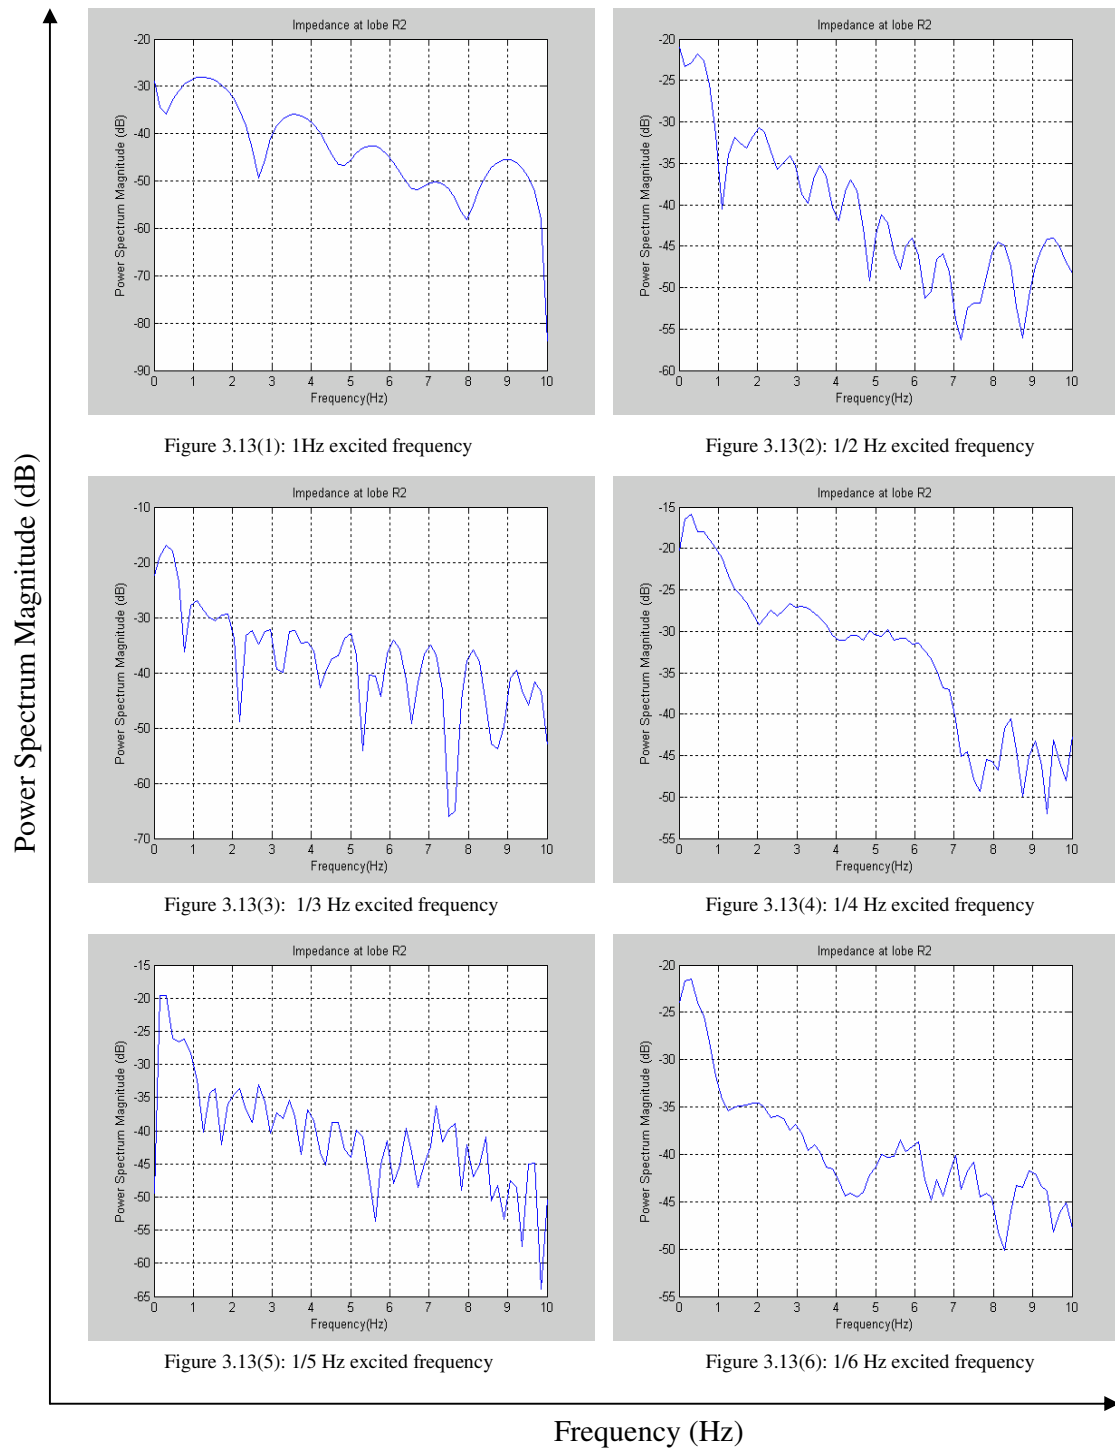 Power Spectrum Magnitude (dB)
Impedance at lobe R2
Power Spectrum Magnitude (dB)
-20
-30
-40
-50
-60
-70
-80
-90
0 1 2 3 4 5 6 7 8 9 10
Frequency(Hz)
Figure 3.13(1): 1Hz excited frequency
Impedance at lobe R2
Power Spectrum Magnitude (dB)
-20
-25
-30
-35
-40
-45
-50
-55
-60
0 1 2 3 4 5 6 7 8 9 10
Frequency(Hz)
Figure 3.13(2): 1/2 Hz excited frequency
Impedance at lobe R2
Power Spectrum Magnitude (dB)
-10
-20
-30
-40
-50
-60
-70
0 1 2 3 4 5 6 7 8 9 10
Frequency(Hz)
Figure 3.13(3): 1/3 Hz excited frequency
Impedance at lobe R2
Power Spectrum Magnitude (dB)
-15
-20
-25
-30
-35
-40
-45
-50
-55
0 1 2 3 4 5 6 7 8 9 10
Frequency(Hz)
Figure 3.13(4): 1/4 Hz excited frequency
Impedance at lobe R2
Power Spectrum Magnitude (dB)
-15
-20
-25
-30
-35
-40
-45
-50
-55
-60
-65
0 1 2 3 4 5 6 7 8 9 10
Frequency(Hz)
Figure 3.13(5): 1/5 Hz excited frequency
Impedance at lobe R2
Power Spectrum Magnitude (dB)
-20
-25
-30
-35
-40
-45
-50
-55
0 1 2 3 4 5 6 7 8 9 10
Frequency(Hz)
Figure 3.13(6): 1/6 Hz excited frequency
Frequency (Hz)